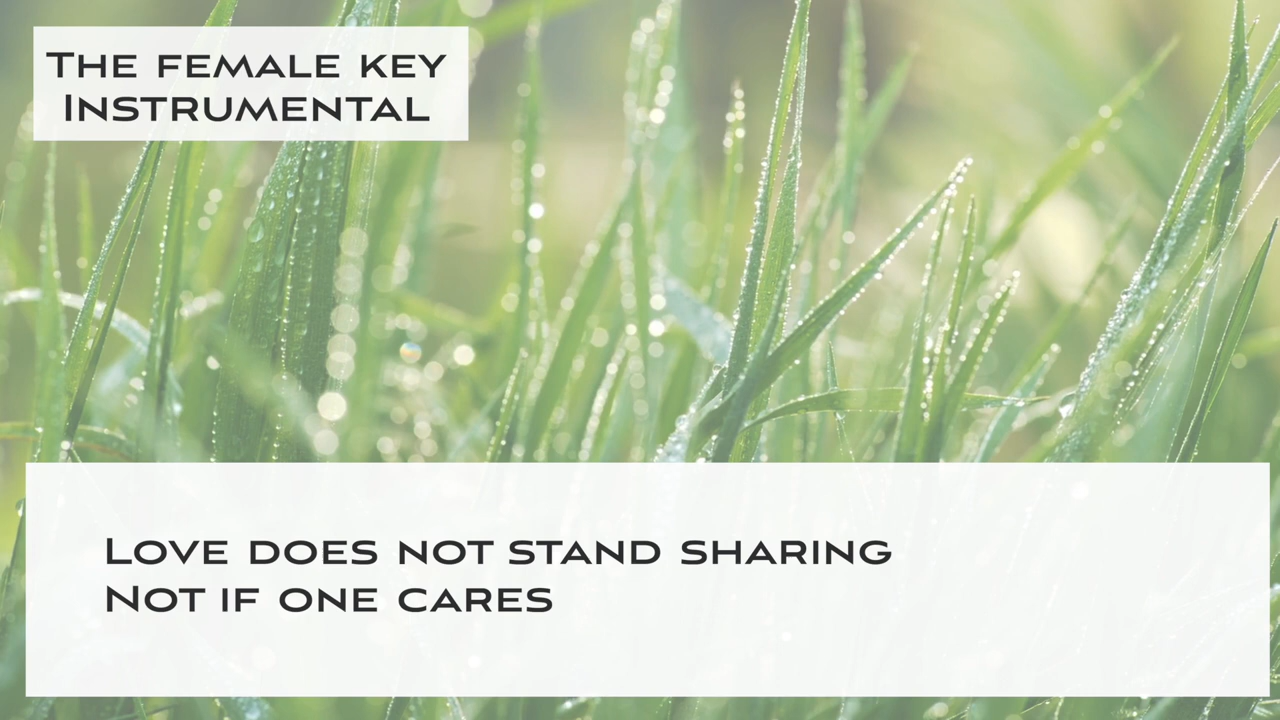 The female key
Instrumental
Love does not stand sharing
Not if one cares